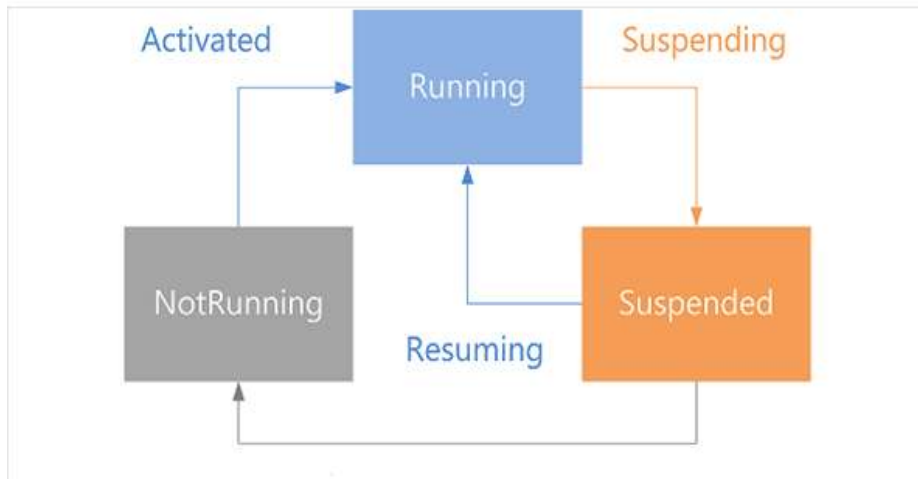 Activated
Running
Suspending
NotRunning
Suspended
Resuming